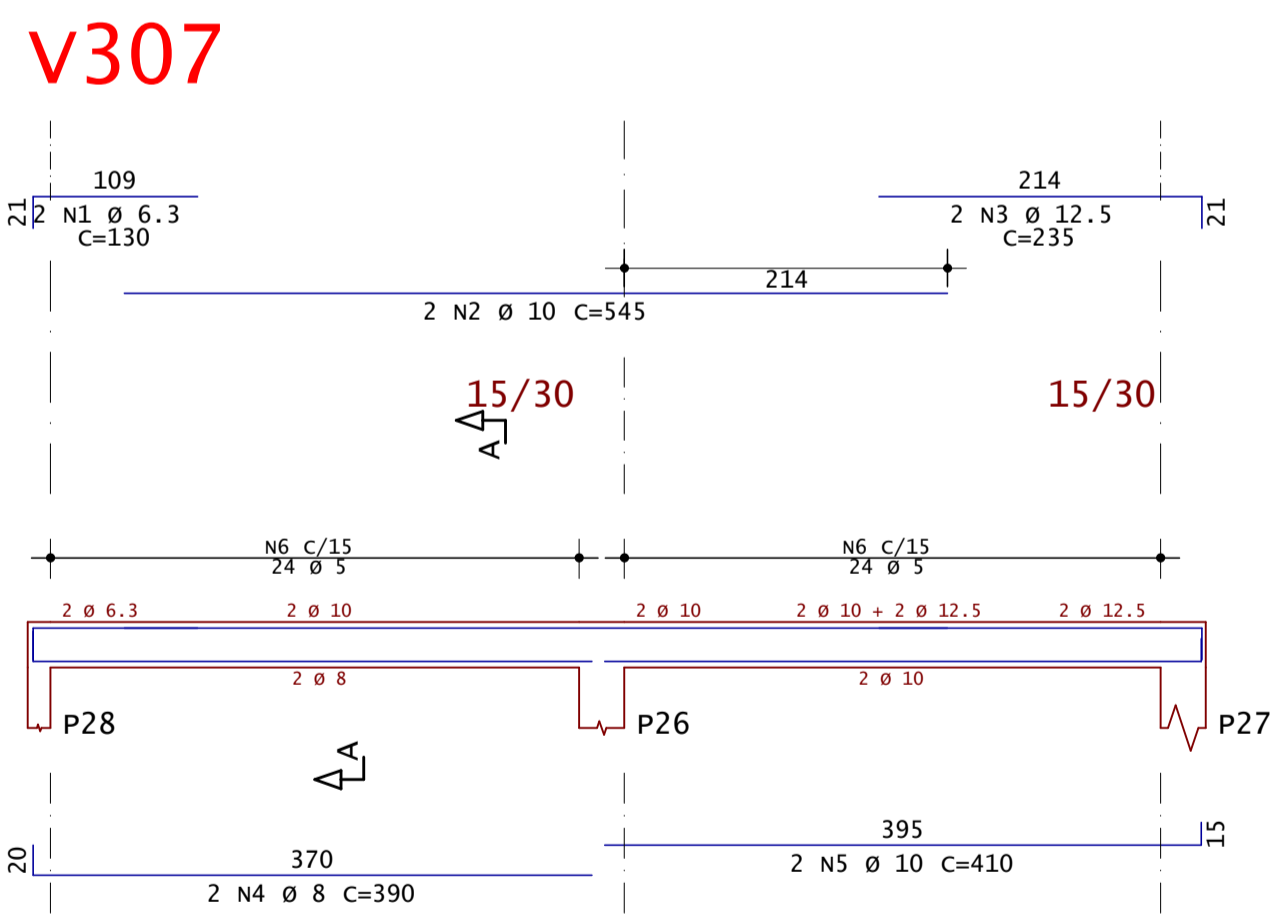 V307
109
214
21
2 N1 Ø 6.3
2 N3 Ø 12.5
21
C=130
C=235
214
2 N2 Ø 10 C=545
15/30
15/30
A
N6 C/15
N6 C/15
24 Ø 5
24 Ø 5
2 Ø 6.3
2 Ø 10
2 Ø 10
2 Ø 10 + 2 Ø 12.5
2 Ø 12.5
2 Ø 8
2 Ø 10
P28
P26
P27
A
395
15
20
370
2 N5 Ø 10 C=410
2 N4 Ø 8 C=390